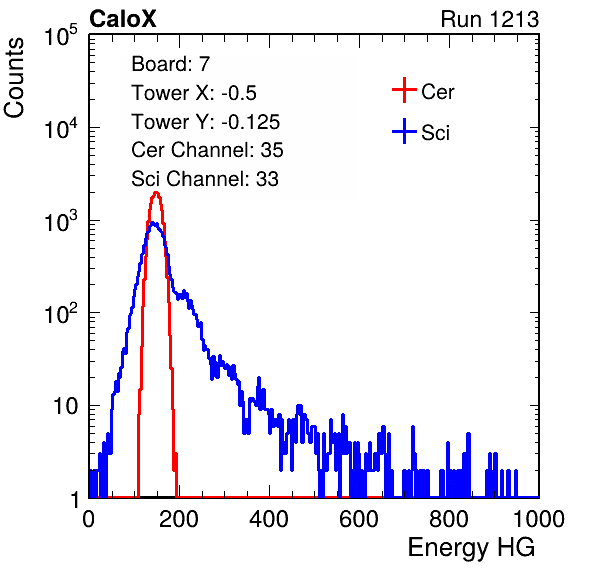 CaloX Run 1213
Counts
Board: 7
Tower X: -0.5
Tower Y: -0.125
Cer Channel: 35
Sci Channel: 33
Cer
Sci
10^5
10^4
10^3
10^2
10
1
0 200 400 600 800 1000
Energy HG